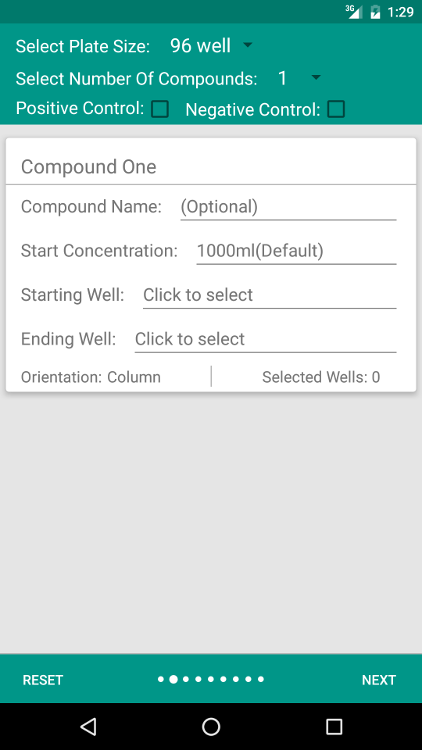 3G 1:29
Select Plate Size: 96 well
Select Number Of Compounds: 1
Positive Control: Negative Control:
Compound One
Compound Name: (Optional)
Start Concentration: 1000ml(Default)
Starting Well: Click to select
Ending Well: Click to select
Orientation: Column Selected Wells: 0
RESET NEXT